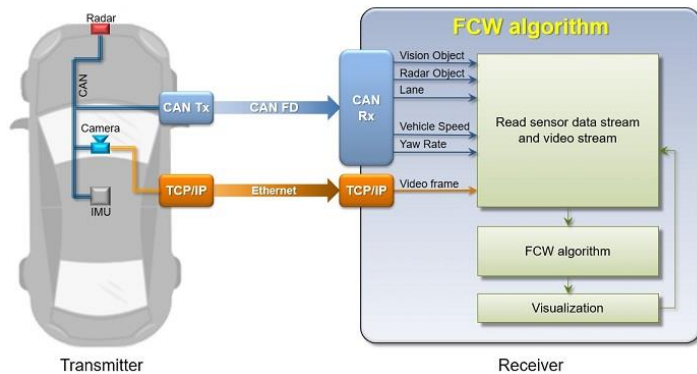 Radar
CAN
Camera
IMU
CAN Tx
CAN FD
TCP/IP
Ethernet
Transmitter
FCW algorithm
CAN
Rx
TCP/IP
Vision Object
Radar Object
Lane
Vehicle Speed
Yaw Rate
Video frame
Read sensor data stream
and video stream
FCW algorithm
Visualization
Receiver